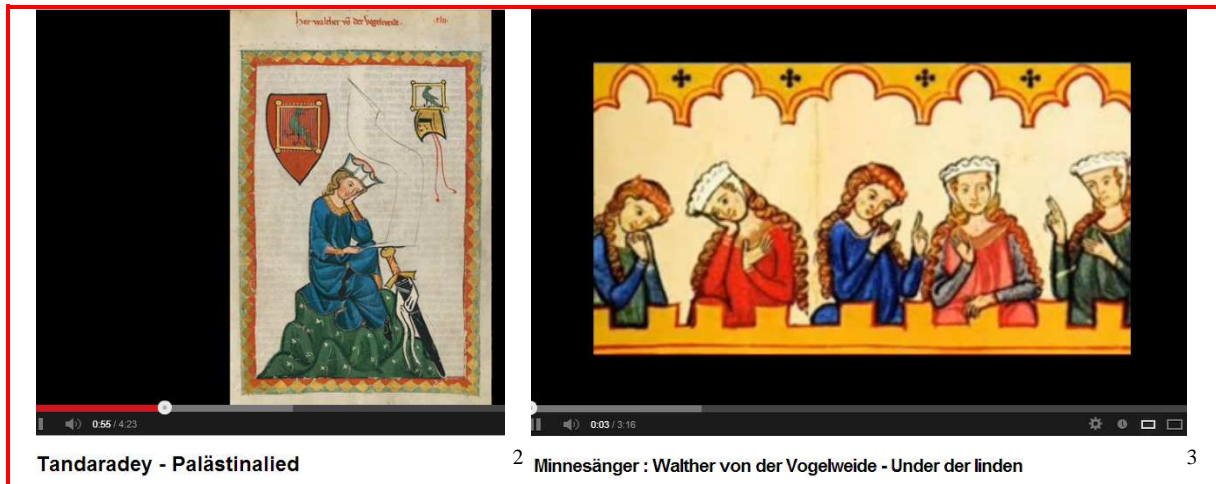 her walther vō der Vogelweide. .xlv.
0:55 / 4:23
0:03 / 3:16
Tandaradey - Palästinalied 2
Minnesänger : Walther von der Vogelweide - Under der linden 3